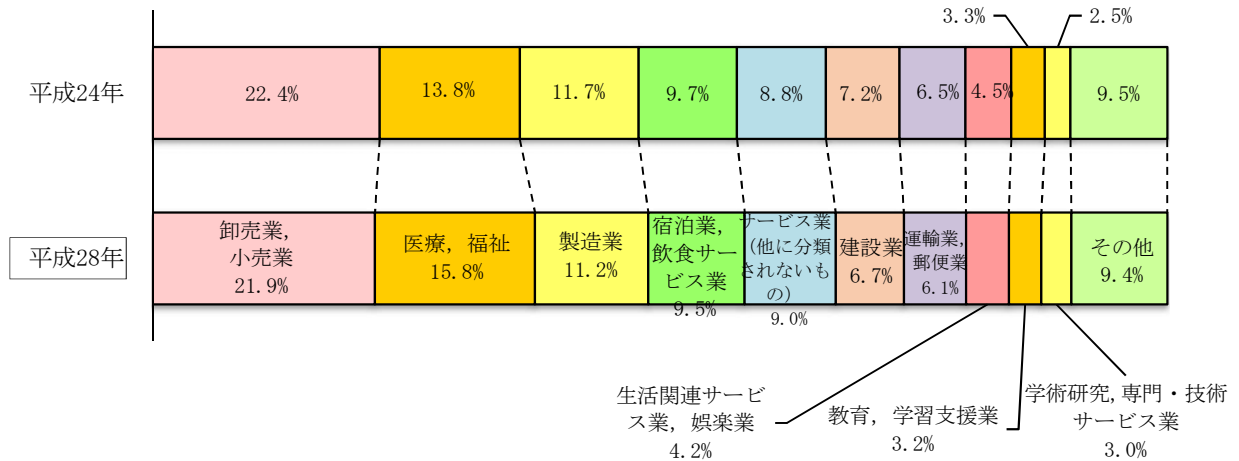 3.3%
2.5%
平成24年
22.4%
13.8%
11.7%
9.7%
8.8%
7.2%
6.5%
4.5%
9.5%
平成28年
卸売業,
小売業
21.9%
医療, 福祉
15.8%
製造業
11.2%
宿泊業,
飲食サー
ビス業
9.5%
サービス業
(他に分類
されないも
の)
9.0%
建設業
6.7%
運輸業,
郵便業
6.1%
その他
9.4%
生活関連サービ
ス業, 娯楽業
4.2%
教育, 学習支援業
3.2%
学術研究,専門・技術
サービス業
3.0%